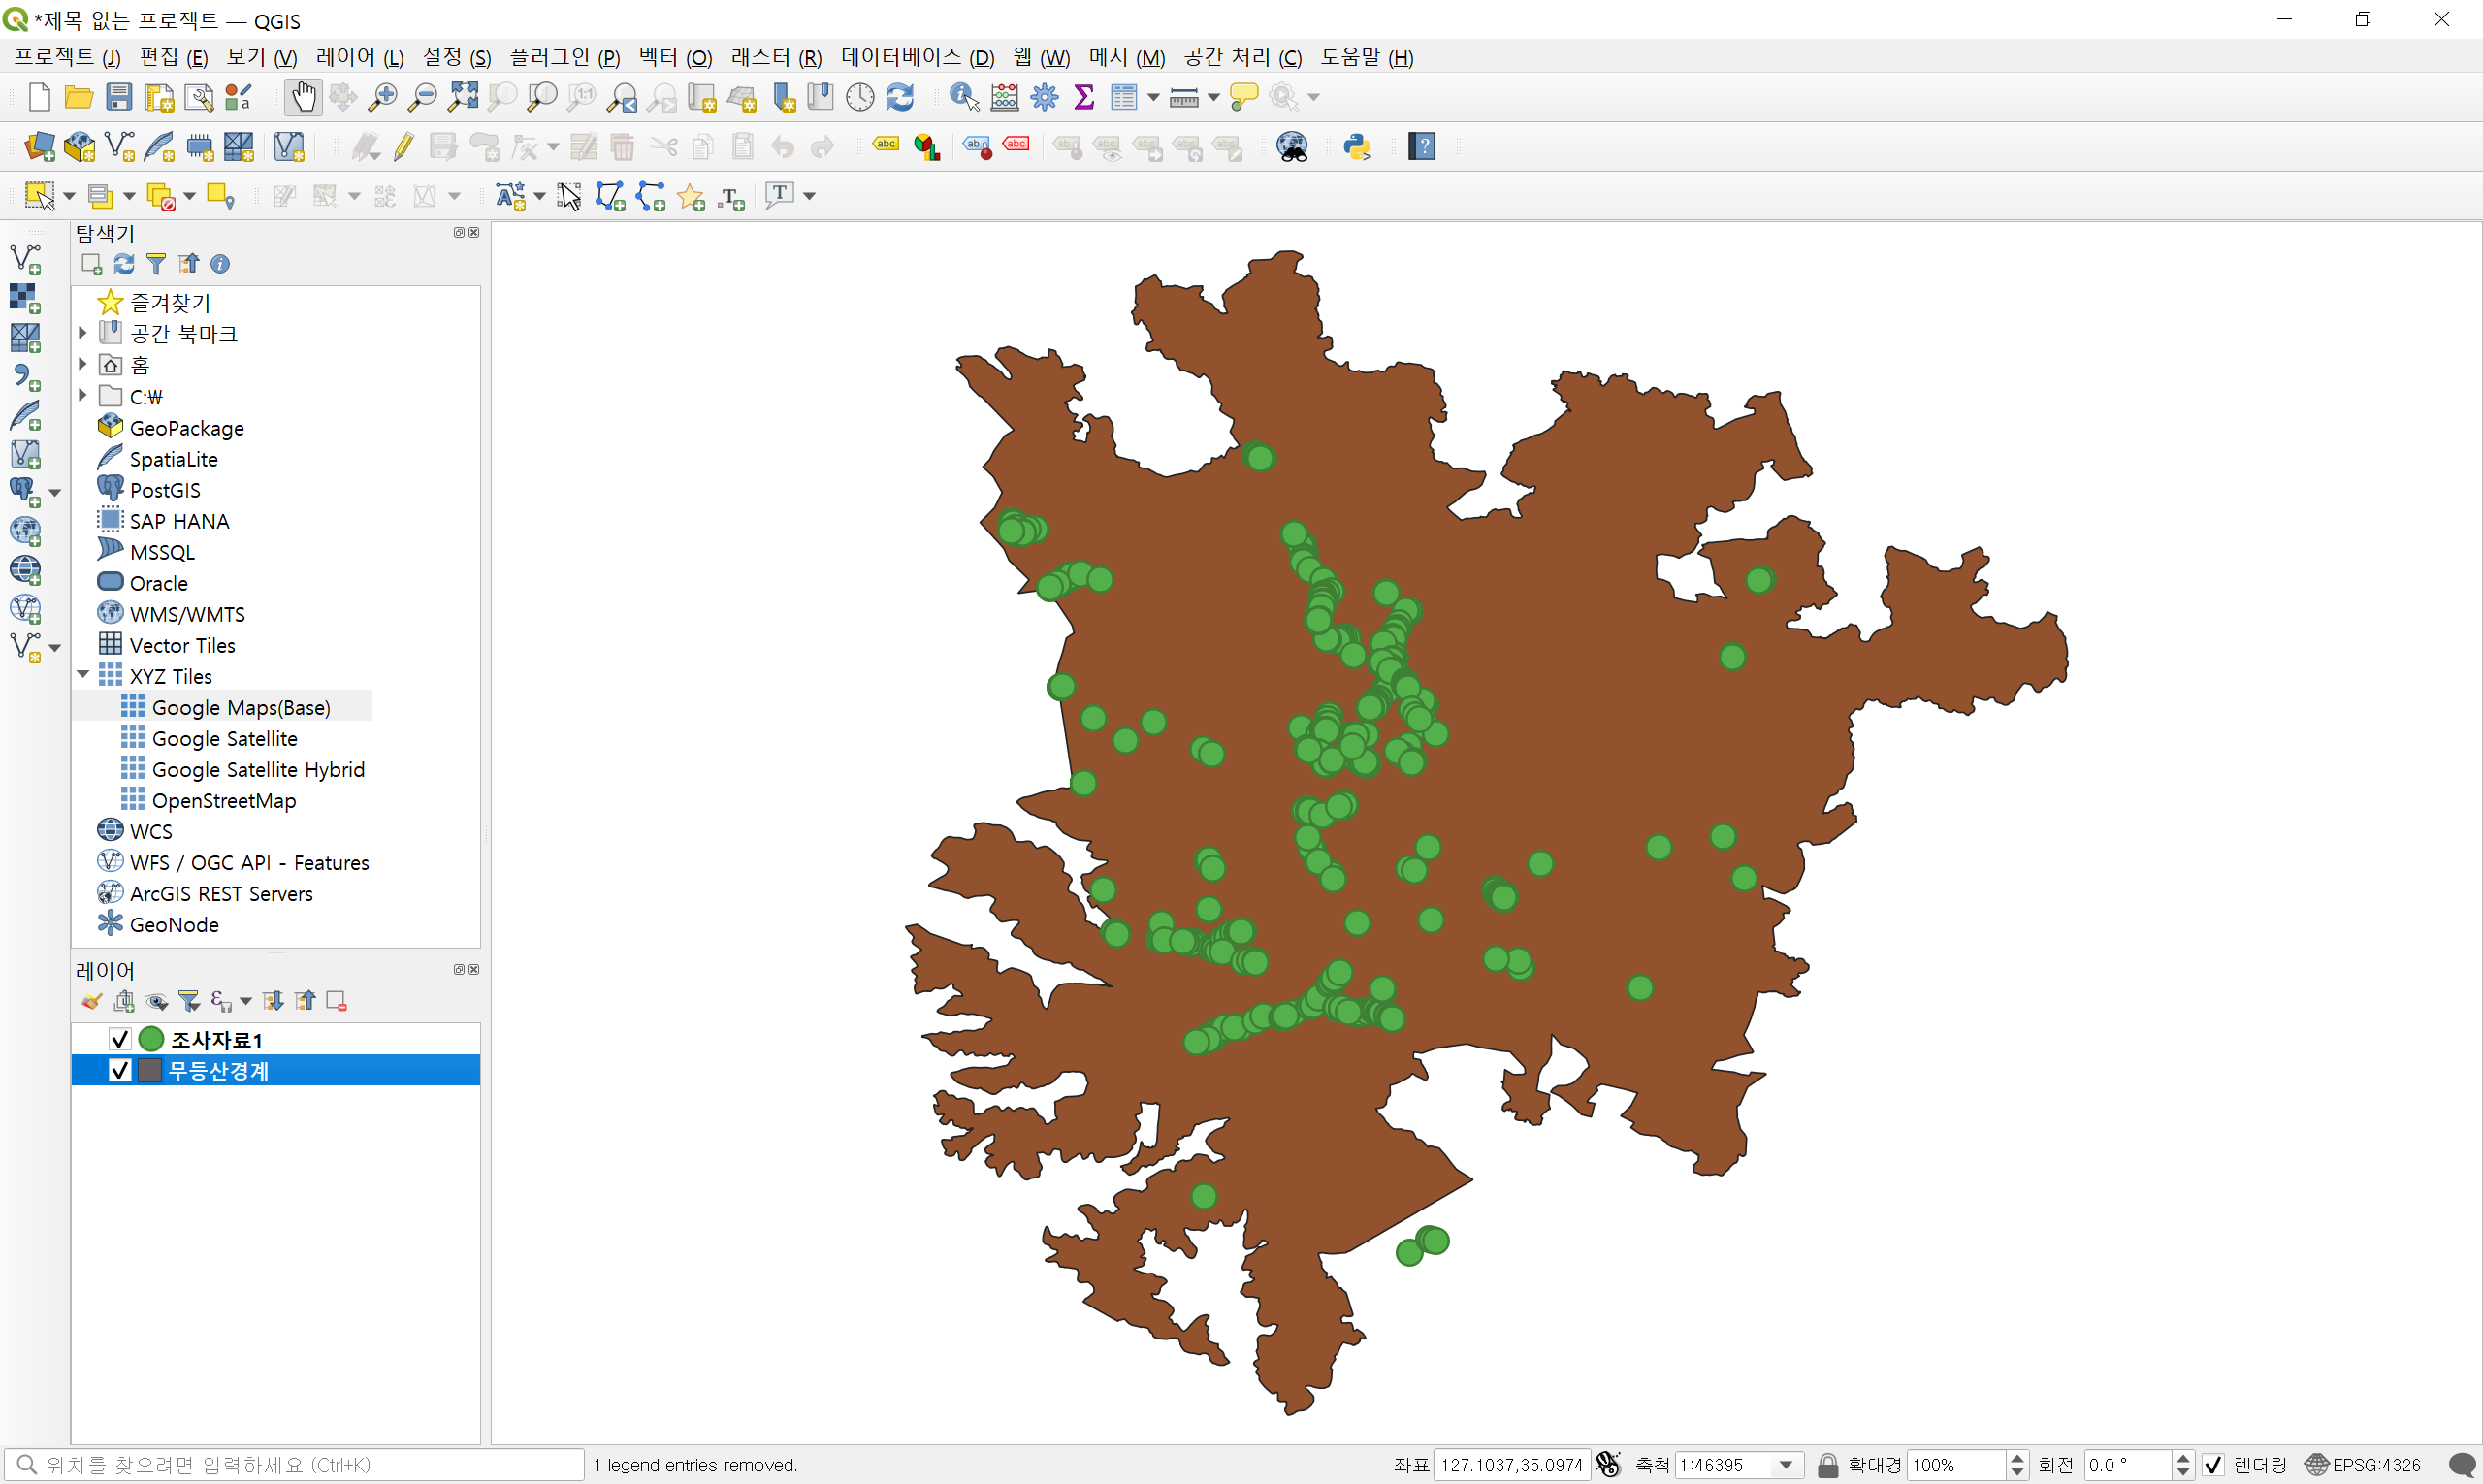 *제목 없는 프로젝트 — QGIS
프로젝트 (J) 편집 (E) 보기 (V) 레이어 (L) 설정 (S) 플러그인 (P) 벡터 (O) 래스터 (R) 데이터베이스 (D) 웹 (W) 메시 (M) 공간 처리 (C) 도움말 (H)
탐색기
즐겨찾기
공간 북마크
홈
C:₩
GeoPackage
SpatiaLite
PostGIS
SAP HANA
MSSQL
Oracle
WMS/WMTS
Vector Tiles
XYZ Tiles
Google Maps(Base)
Google Satellite
Google Satellite Hybrid
OpenStreetMap
WCS
WFS / OGC API - Features
ArcGIS REST Servers
GeoNode
레이어
조사자료1
무등산경계
위치를 찾으려면 입력하세요 (Ctrl+K) 1 legend entries removed. 좌표 127.1037,35.0974 축척 1:46395 확대경 100% 회전 0.0 ° 렌더링 EPSG:4326